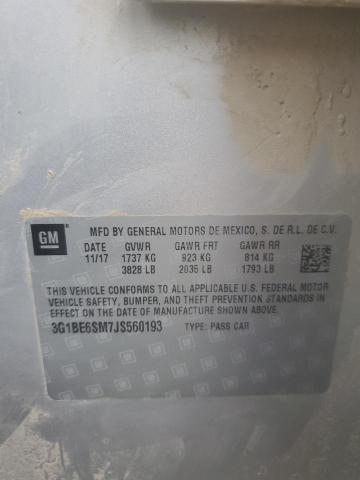 GM
MFD BY GENERAL MOTORS DE MEXICO, S. DE R.L. DE C.V.
11/17 GVWR GAWR FRT GAWR RR
1737 KG 923 KG 814 KG
3828 LB 2035 LB 1793 LB
THIS VEHICLE CONFORMS TO ALL APPLICABLE U.S. FEDERAL MOTOR
VEHICLE SAFETY, BUMPER, AND THEFT PREVENTION STANDARDS IN
EFFECT ON THE DATE OF MANUFACTURE SHOWN ABOVE.
3G1BE6SM7JS560193 TYPE: PASS CAR